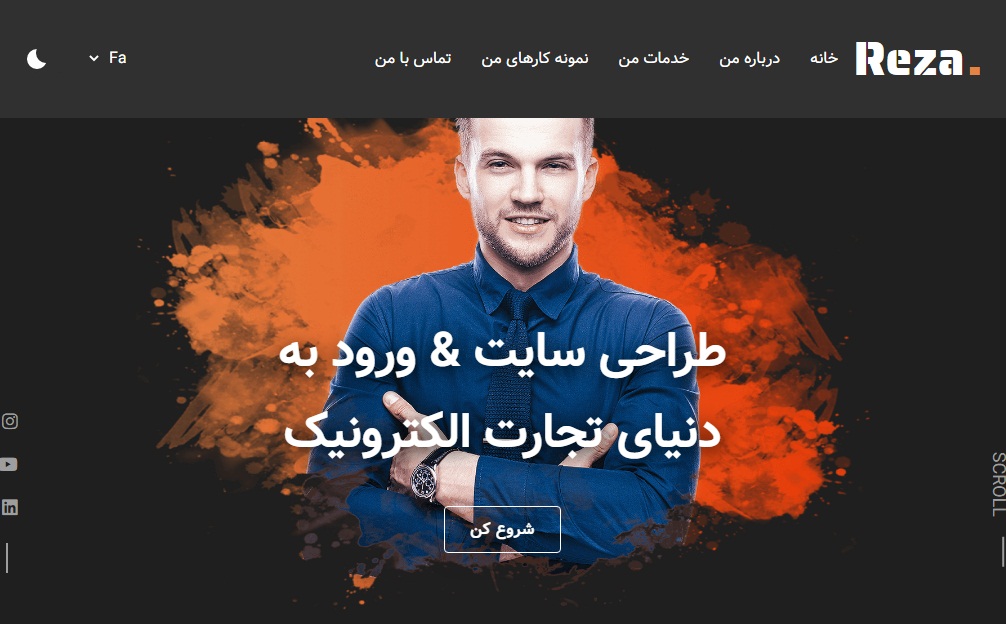 Reza.
خانه
درباره من
خدمات من
نمونه کارهای من
تماس با من
Fa
طراحی سایت & ورود به
دنیای تجارت الکترونیک
شروع کن
SCROLL